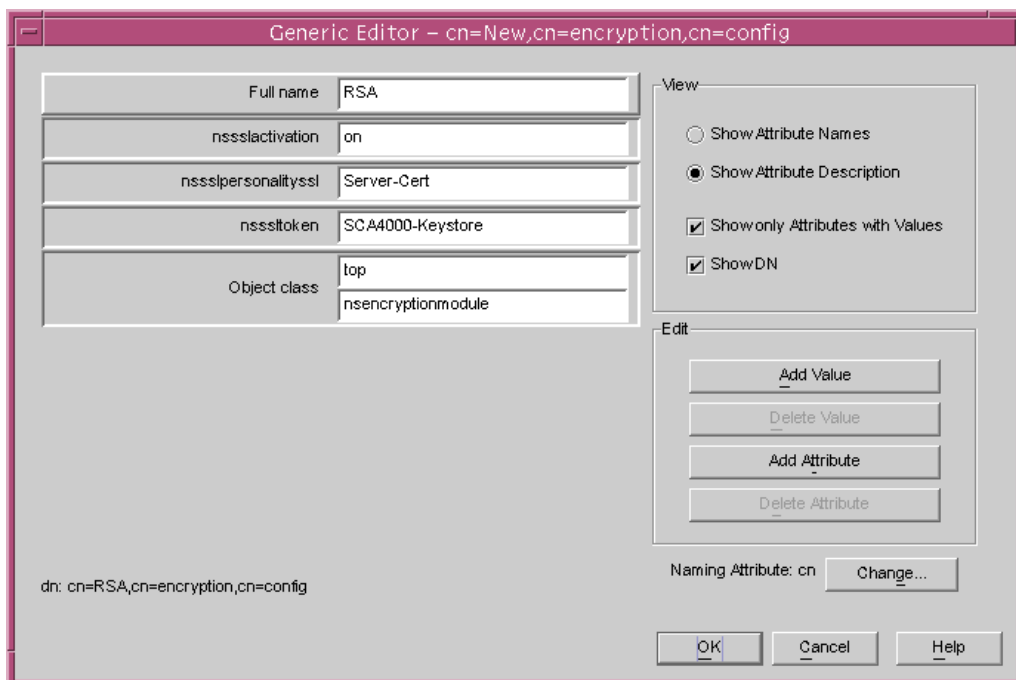 Generic Editor – cn=New,cn=encryption,cn=config
Full name RSA
nssslactivation on
nssslpersonalityssl Server-Cert
nsssltoken SCA4000-Keystore
Object class top
nsencryptionmodule
dn: cn=RSA,cn=encryption,cn=config
View
Show Attribute Names
Show Attribute Description
Show only Attributes with Values
Show DN
Edit
Add Value
Delete Value
Add Attribute
Delete Attribute
Naming Attribute: cn Change...
OK Cancel Help